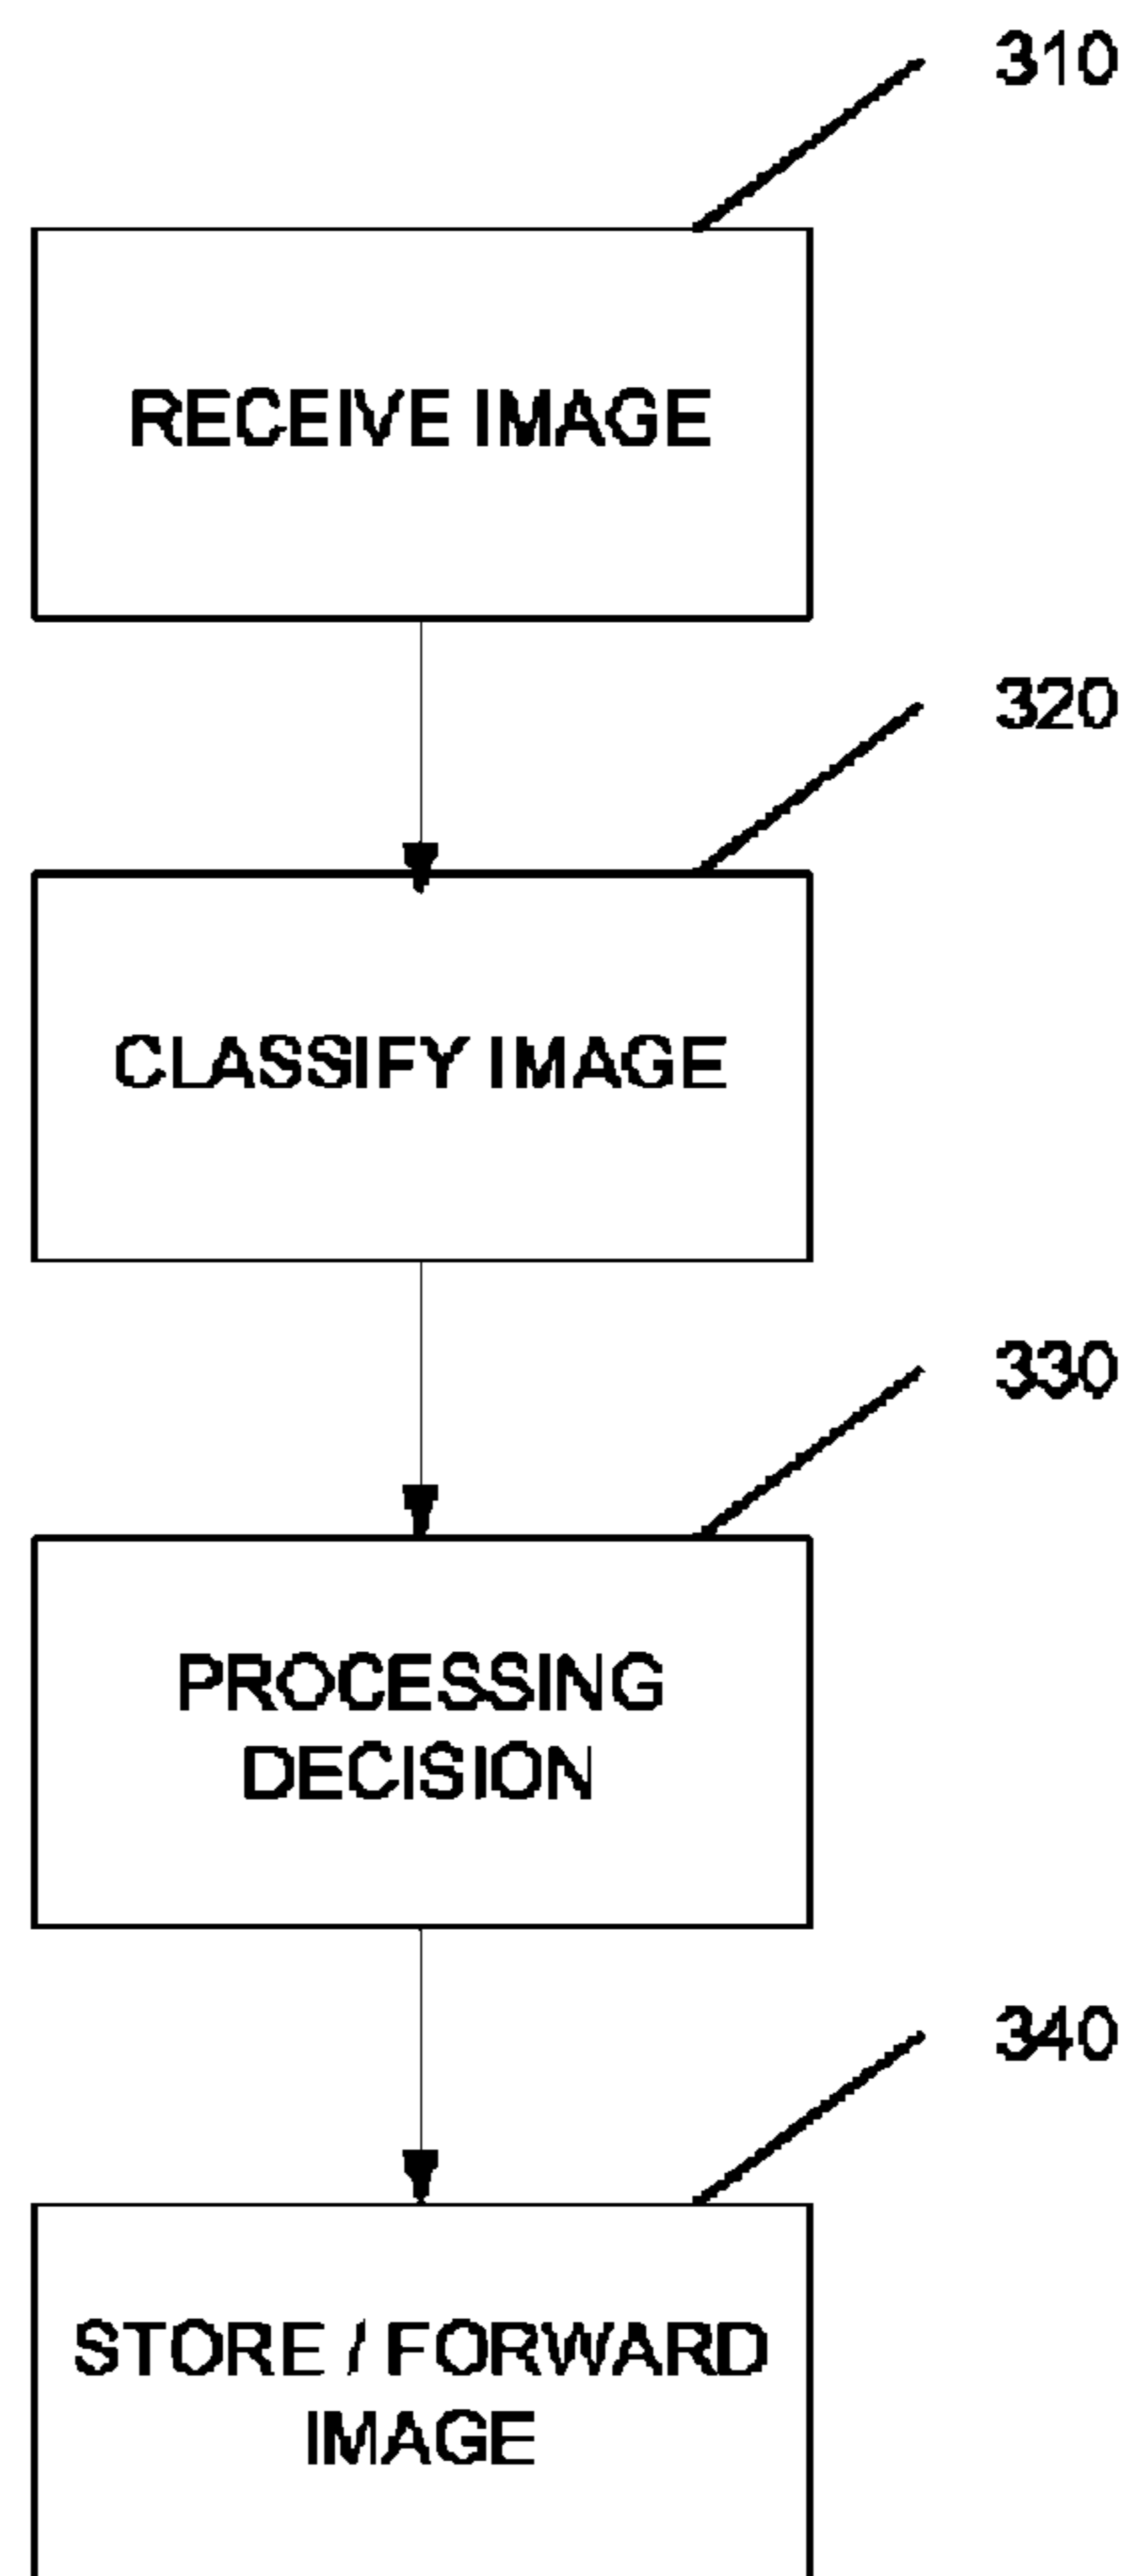 310
RECEIVE IMAGE
320
CLASSIFY IMAGE
330
PROCESSING
DECISION
340
STORE / FORWARD
IMAGE